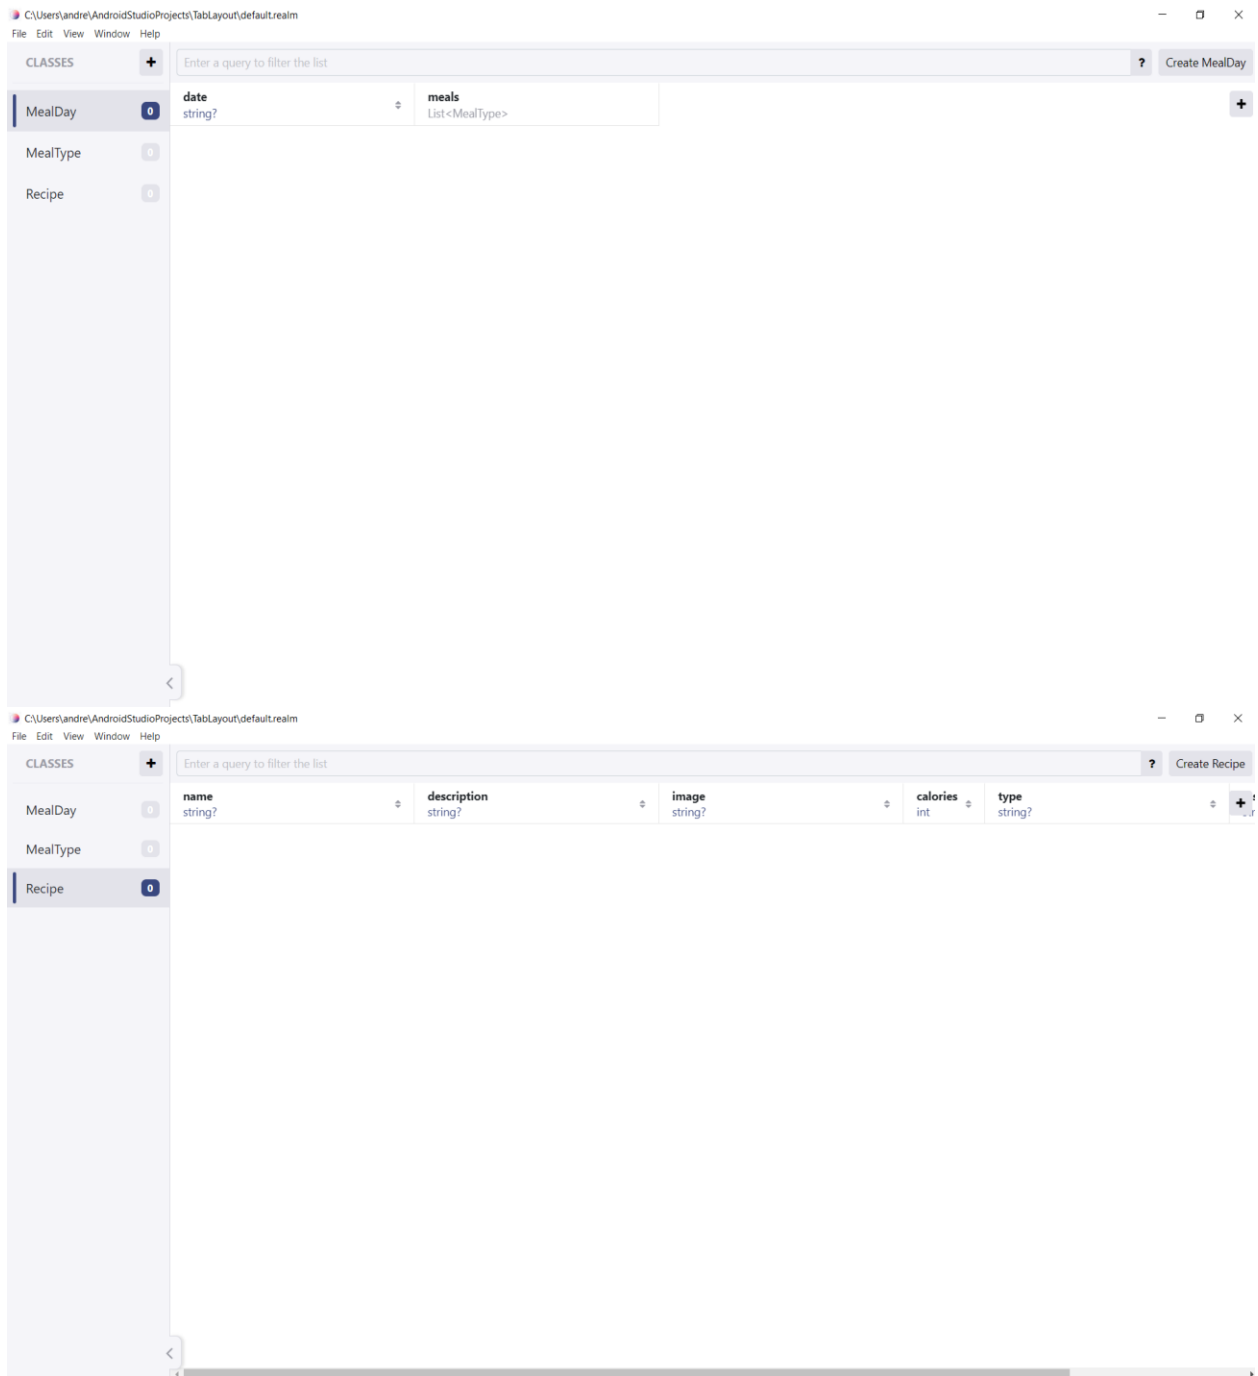 C:\Users\andre\AndroidStudioProjects\TabLayout\default.realm
File Edit View Window Help
CLASSES + Enter a query to filter the list ? Create MealDay
date meals +
string? List<MealType>
MealDay 0
MealType 0
Recipe 0
C:\Users\andre\AndroidStudioProjects\TabLayout\default.realm
File Edit View Window Help
CLASSES + Enter a query to filter the list ? Create Recipe
name description image calories type +
string? string? string? int string?
MealDay 0
MealType 0
Recipe 0